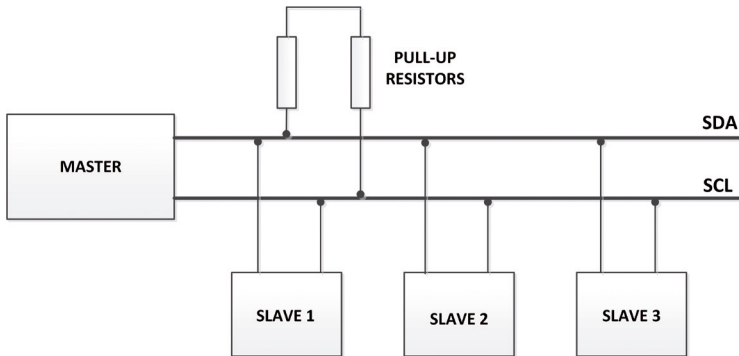 PULL-UP
RESISTORS
SDA
MASTER
SCL
SLAVE 1
SLAVE 2
SLAVE 3